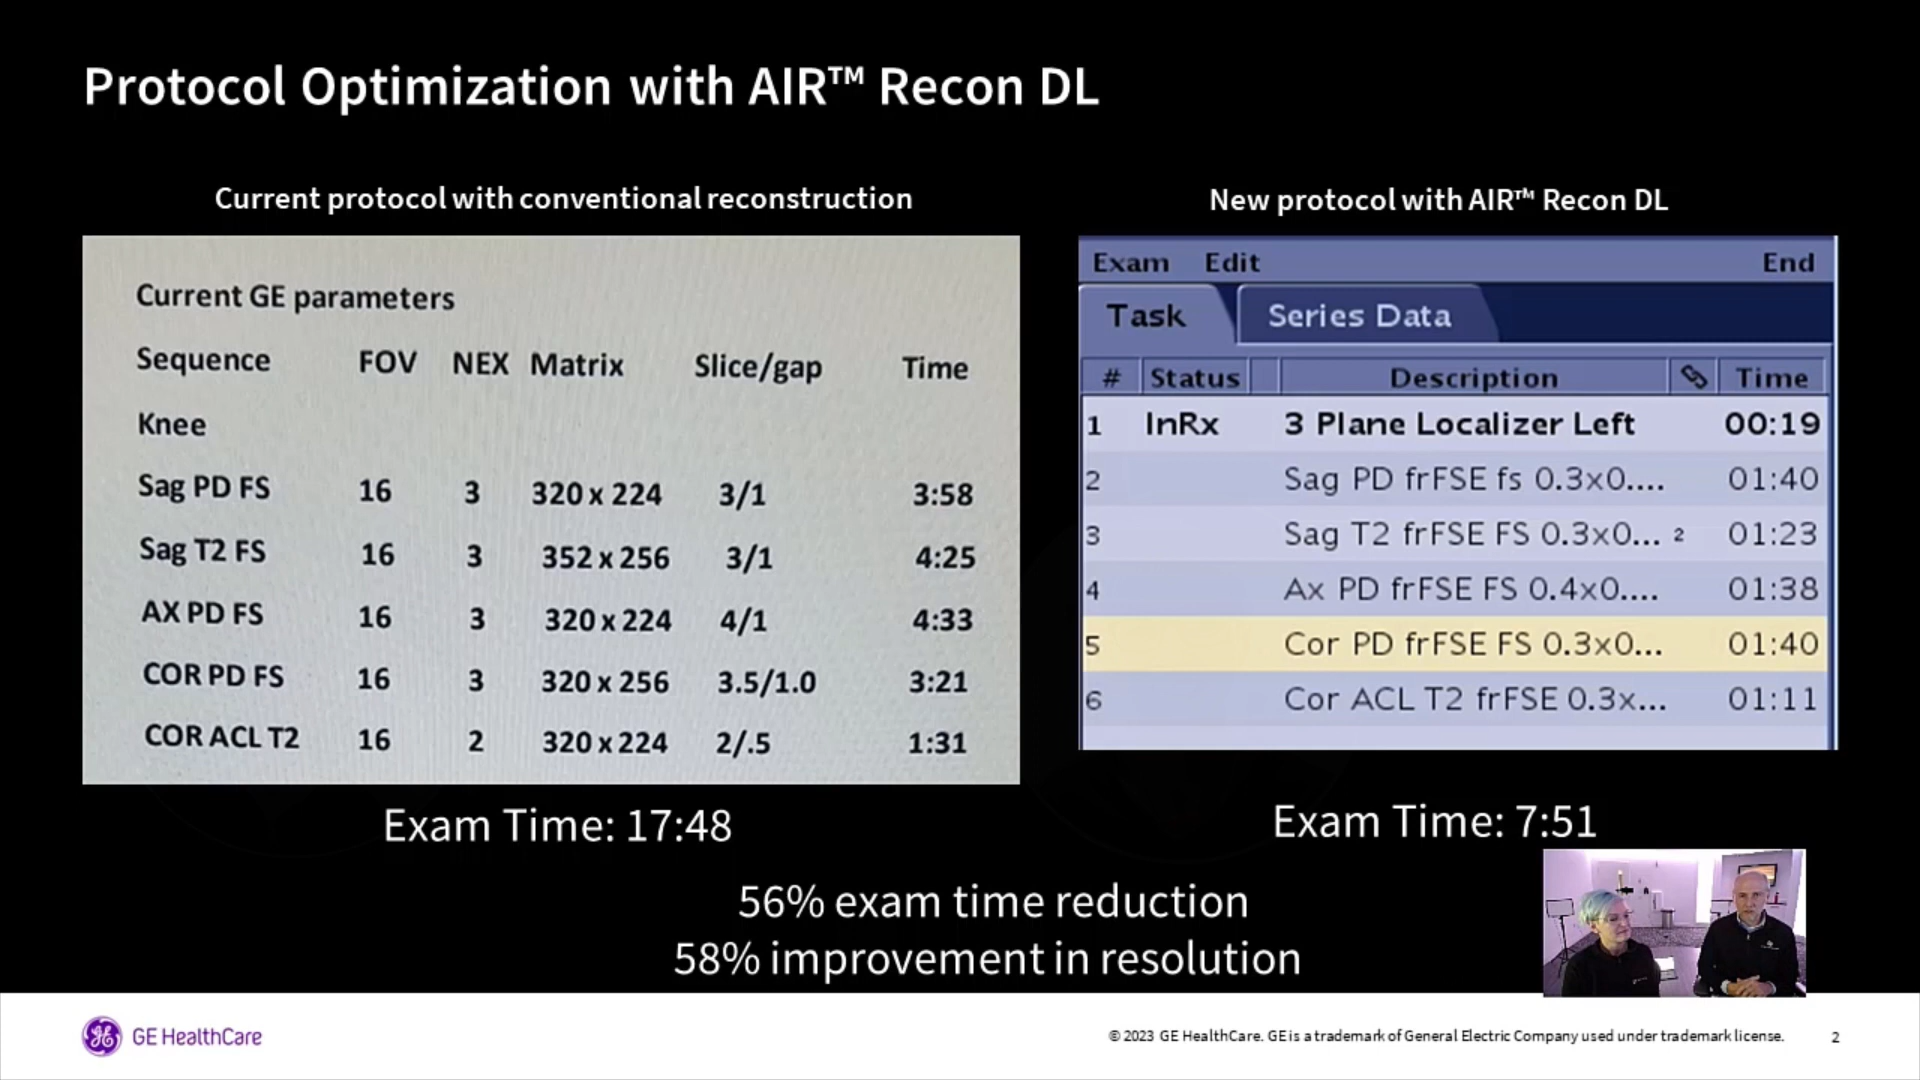 Protocol Optimization with AIR™ Recon DL
Current protocol with conventional reconstruction
Current GE parameters
Sequence FOV NEX Matrix Slice/gap Time
Knee
Sag PD FS 16 3 320 x 224 3/1 3:58
Sag T2 FS 16 3 352 x 256 3/1 4:25
AX PD FS 16 3 320 x 224 4/1 4:33
COR PD FS 16 3 320 x 256 3.5/1.0 3:21
COR ACL T2 16 2 320 x 224 2/.5 1:31
Exam Time: 17:48
New protocol with AIR™ Recon DL
Exam Edit End
Task Series Data
# Status Description Time
1 InRx 3 Plane Localizer Left 00:19
2 Sag PD frFSE fs 0.3x0.... 01:40
3 Sag T2 frFSE FS 0.3x0... 2 01:23
4 Ax PD frFSE FS 0.4x0.... 01:38
5 Cor PD frFSE FS 0.3x0... 01:40
6 Cor ACL T2 frFSE 0.3x... 01:11
Exam Time: 7:51
56% exam time reduction
58% improvement in resolution
GE HealthCare
© 2023 GE HealthCare. GE is a trademark of General Electric Company used under trademark license.
2